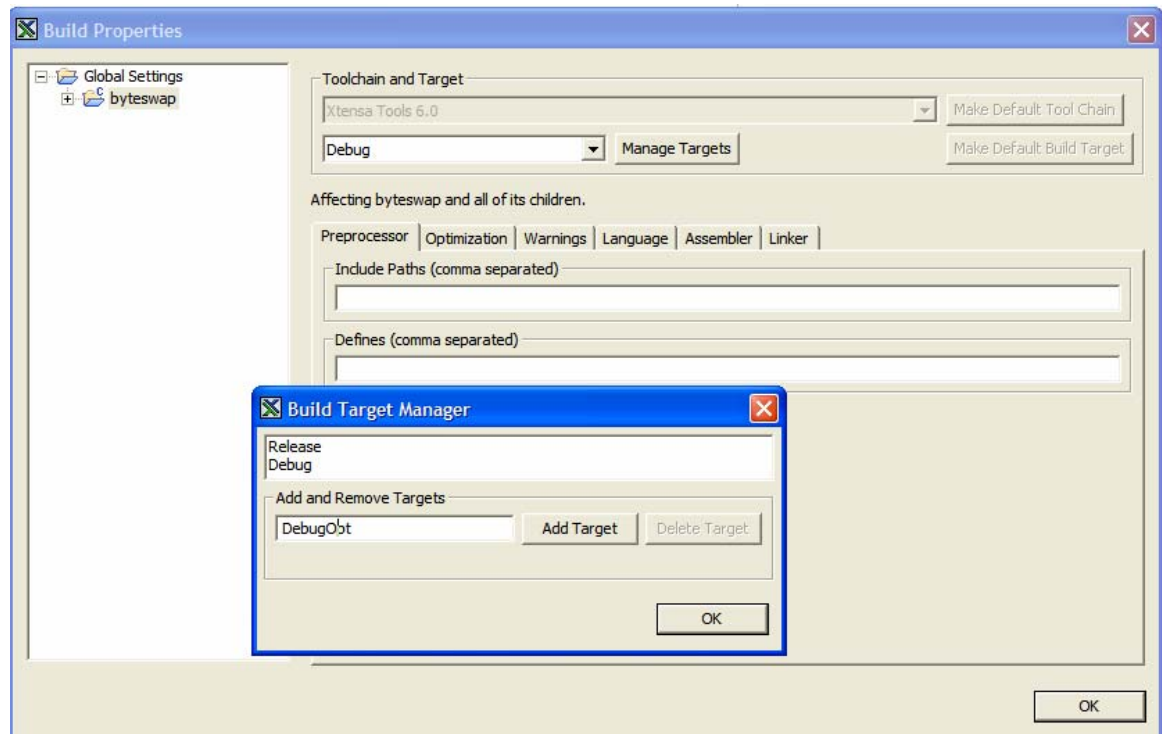 Build Properties
Global Settings
byteswap
Toolchain and Target
Xtensa Tools 6.0
Make Default Tool Chain
Debug
Manage Targets
Make Default Build Target
Affecting byteswap and all of its children.
Preprocessor Optimization Warnings Language Assembler Linker
Include Paths (comma separated)
Defines (comma separated)
Build Target Manager
Release
Debug
Add and Remove Targets
DebugOpt
Add Target
Delete Target
OK
OK